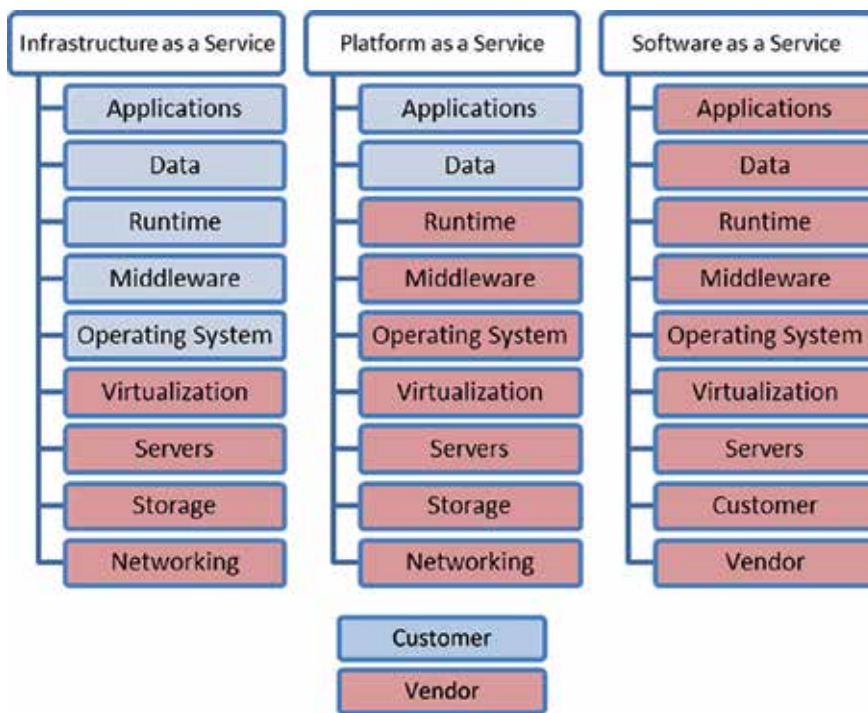 Infrastructure as a Service
Applications
Data
Runtime
Middleware
Operating System
Virtualization
Servers
Storage
Networking
Platform as a Service
Applications
Data
Runtime
Middleware
Operating System
Virtualization
Servers
Storage
Networking
Software as a Service
Applications
Data
Runtime
Middleware
Operating System
Virtualization
Servers
Customer
Vendor
Customer
Vendor